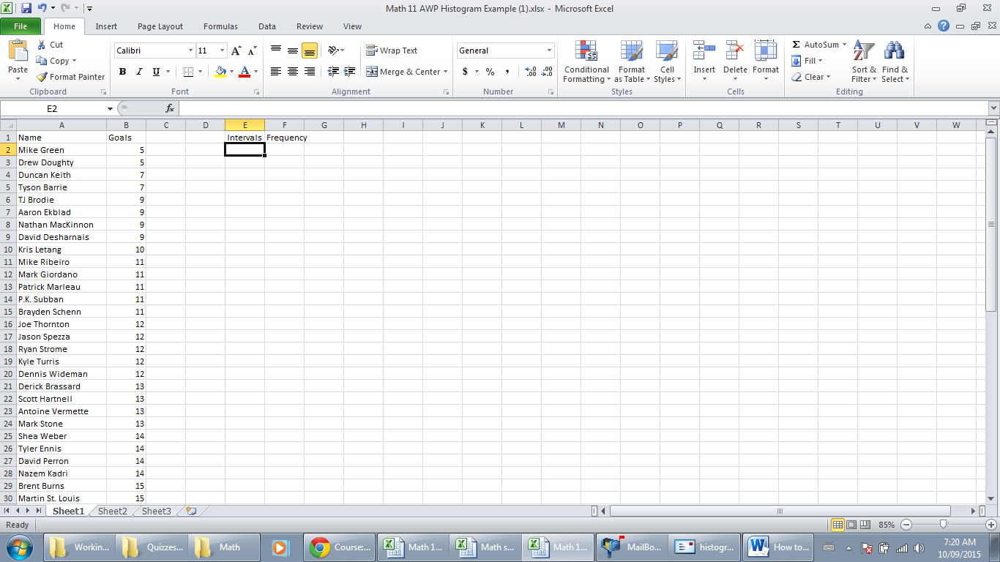 Math 11 AWP Histogram Example (1).xlsx - Microsoft Excel
File Home Insert Page Layout Formulas Data Review View
Paste Cut Copy Format Painter
Calibri 11
B I U A
Wrap Text
Merge & Center
General
$ % ,
Conditional Formatting Format as Table Cell Styles
Insert Delete Format
Σ AutoSum
Fill
Clear
Sort & Filter Find & Select
Clipboard Font Alignment Number Styles Cells Editing
E2 fx
A B C D E F G H I J K L M N O P Q R S T U V W
1 Name Goals Intervals Frequency
2 Mike Green 5
3 Drew Doughty 5
4 Duncan Keith 7
5 Tyson Barrie 7
6 TJ Brodie 9
7 Aaron Ekblad 9
8 Nathan MacKinnon 9
9 David Desharnais 9
10 Kris Letang 10
11 Mike Ribeiro 11
12 Mark Giordano 11
13 Patrick Marleau 11
14 P.K. Subban 11
15 Brayden Schenn 11
16 Joe Thornton 12
17 Jason Spezza 12
18 Ryan Strome 12
19 Kyle Turris 12
20 Dennis Wideman 12
21 Derick Brassard 13
22 Scott Hartnell 13
23 Antoine Vermette 13
24 Mark Stone 13
25 Shea Weber 14
26 Tyler Ennis 14
27 David Perron 14
28 Nazem Kadri 14
29 Brent Burns 15
30 Martin St. Louis 15
Sheet1 Sheet2 Sheet3
Ready 85%
Workin... Quizzes... Math Course:... Math 1... Math s... Math 1... MailBo... histogr... How to...
7:20 AM
10/09/2015